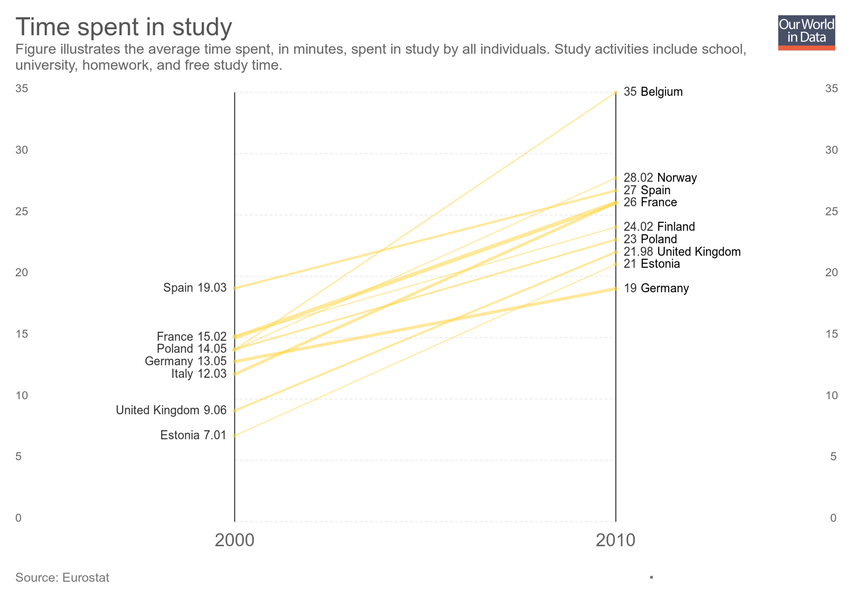 Time spent in study
Our World
in Data
Figure illustrates the average time spent, in minutes, spent in study by all individuals. Study activities include school,
university, homework, and free study time.
35
35
35 Belgium
30
30
28.02 Norway
27 Spain
26 France
25
25
24.02 Finland
23 Poland
21.98 United Kingdom
21 Estonia
20
20
Spain 19.03
19 Germany
15
15
France 15.02
Poland 14.05
Germany 13.05
Italy 12.03
10
10
United Kingdom 9.06
Estonia 7.01
5
5
0
0
2000
2010
Source: Eurostat